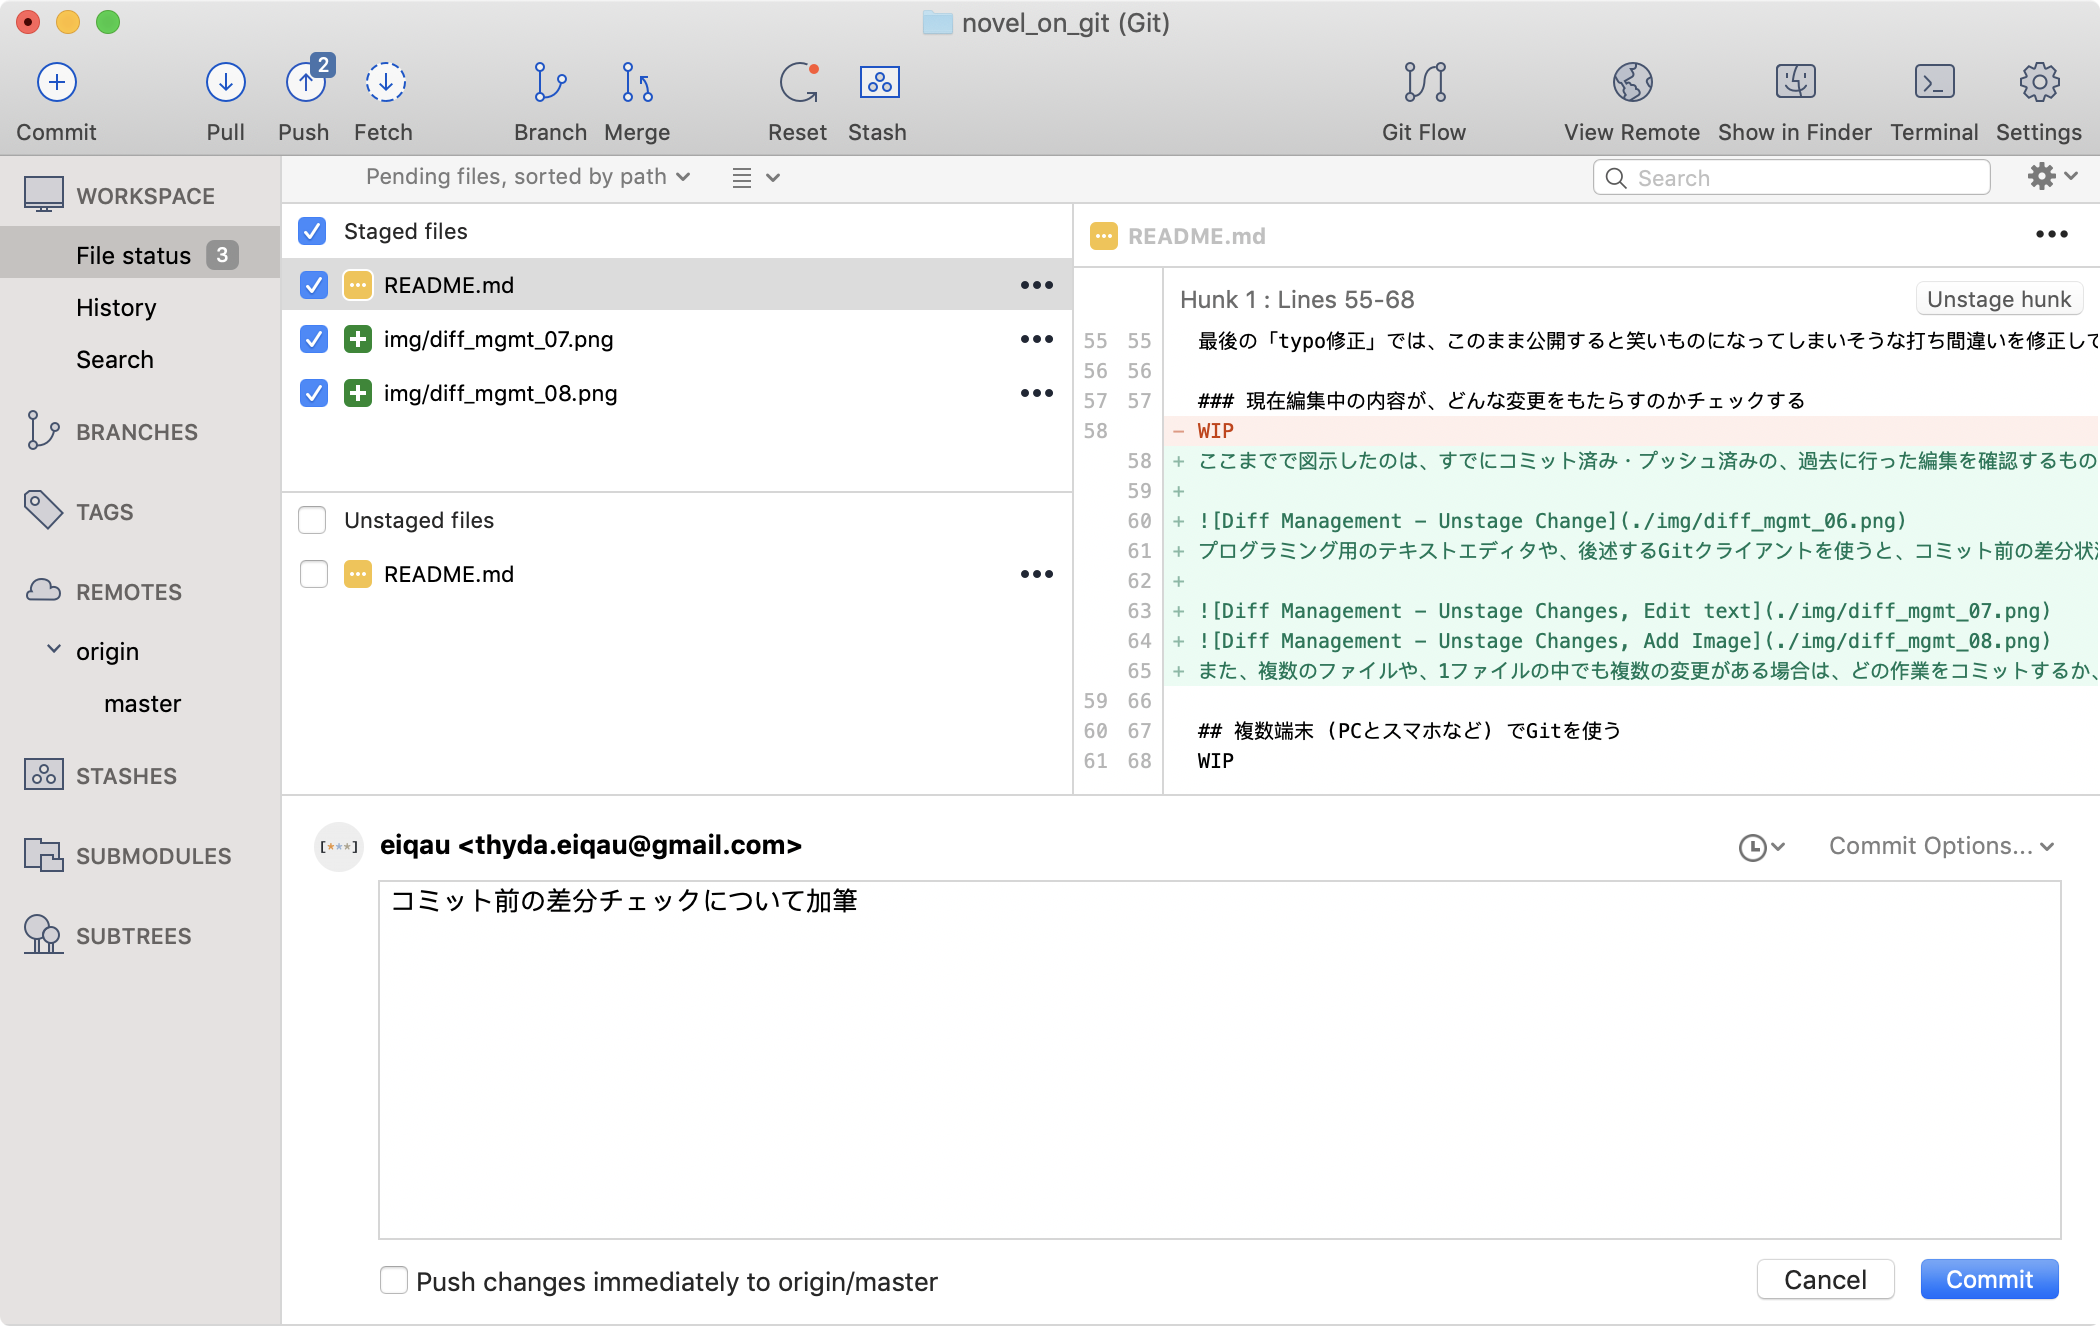 novel_on_git (Git)
Commit
Pull
2
Push
Fetch
Branch
Merge
Reset
Stash
Git Flow
View Remote
Show in Finder
Terminal
Settings
WORKSPACE
File status 3
History
Search
BRANCHES
TAGS
REMOTES
origin
master
STASHES
SUBMODULES
SUBTREES
Pending files, sorted by path
Search
Staged files
README.md
img/diff_mgmt_07.png
img/diff_mgmt_08.png
Unstaged files
README.md
README.md
Hunk 1 : Lines 55-68
Unstage hunk
55 55 最後の「typo修正」では、このまま公開すると笑いものになってしまいそうな打ち間違いを修正して
56 56
57 57 ### 現在編集中の内容が、どんな変更をもたらすのかチェックする
58 - WIP
58 + ここまでで図示したのは、すでにコミット済み・プッシュ済みの、過去に行った編集を確認するもの
59 +
60 + ![Diff Management - Unstage Change](./img/diff_mgmt_06.png)
61 + プログラミング用のテキストエディタや、後述するGitクライアントを使うと、コミット前の差分状況
62 +
63 + ![Diff Management - Unstage Changes, Edit text](./img/diff_mgmt_07.png)
64 + ![Diff Management - Unstage Changes, Add Image](./img/diff_mgmt_08.png)
65 + また、複数のファイルや、1ファイルの中でも複数の変更がある場合は、どの作業をコミットするか、
59 66
60 67 ## 複数端末 (PCとスマホなど) でGitを使う
61 68 WIP
[***]
eiqau <thyda.eiqau@gmail.com>
Commit Options...
コミット前の差分チェックについて加筆
Push changes immediately to origin/master
Cancel
Commit